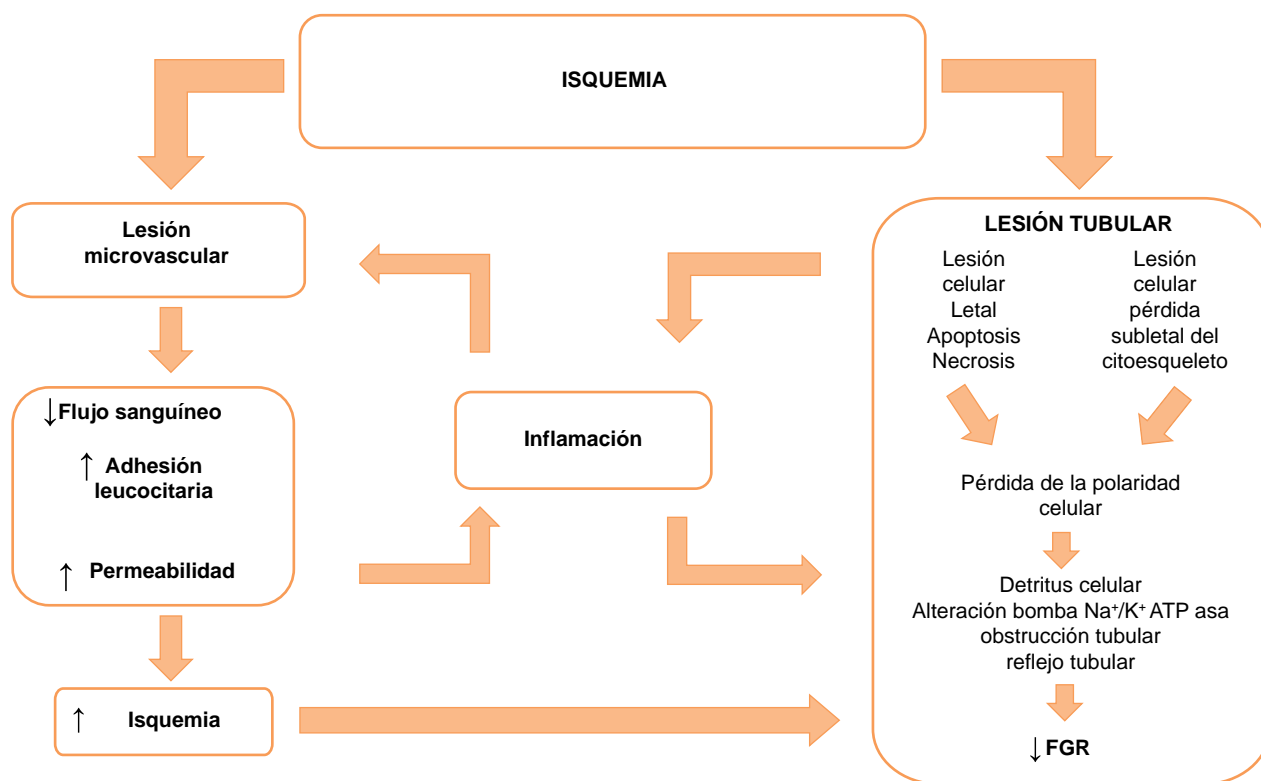 ISQUEMIA
Lesión
microvascular
↓Flujo sanguíneo
↑ Adhesión
leucocitaria
↑ Permeabilidad
↑ Isquemia
Inflamación
LESIÓN TUBULAR
Lesión
celular
Letal
Apoptosis
Necrosis
Lesión
celular
pérdida
subletal del
citoesqueleto
Pérdida de la polaridad
celular
Detritus celular
Alteración bomba Na⁺/K⁺ ATP asa
obstrucción tubular
reflejo tubular
↓FGR